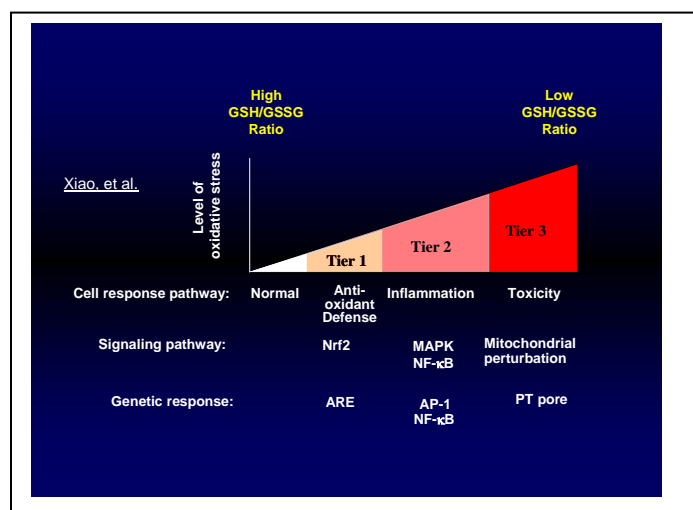 High
GSH/GSSG
Ratio
Low
GSH/GSSG
Ratio
Xiao, et al.
Level of
oxidative stress
Tier 1
Tier 2
Tier 3
Cell response pathway:
Normal
Anti-
oxidant
Defense
Inflammation
Toxicity
Signaling pathway:
Nrf2
MAPK
NF-κB
Mitochondrial
perturbation
Genetic response:
ARE
AP-1
NF-κB
PT pore